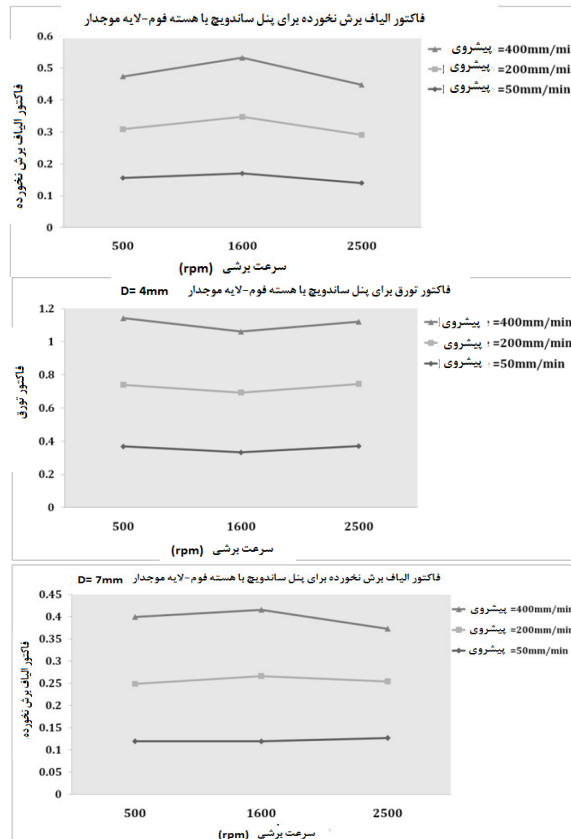 فاکتور الیاف برش نخورده برای پنل ساندویچ با هسته فوم-لایه موجدار
فاکتور الیاف برش نخورده
0.6
0.5
0.4
0.3
0.2
0.1
0
500 1600 2500
سرعت برشی (rpm)
پیشروی =400mm/min
پیشروی =200mm/min
پیشروی =50mm/min
فاکتور تورق برای پنل ساندویچ با هسته فوم-لایه موجدار D= 4mm
فاکتور تورق
1.2
1
0.8
0.6
0.4
0.2
0
500 1600 2500
سرعت برشی (rpm)
پیشروی =400mm/min
پیشروی =200mm/min
پیشروی =50mm/min
فاکتور الیاف برش نخورده برای پنل ساندویچ با هسته فوم-لایه موجدار D= 7mm
فاکتور الیاف برش نخورده
0.45
0.4
0.35
0.3
0.25
0.2
0.15
0.1
0.05
0
500 1600 2500
سرعت برشی (rpm)
پیشروی =400mm/min
پیشروی =200mm/min
پیشروی =50mm/min